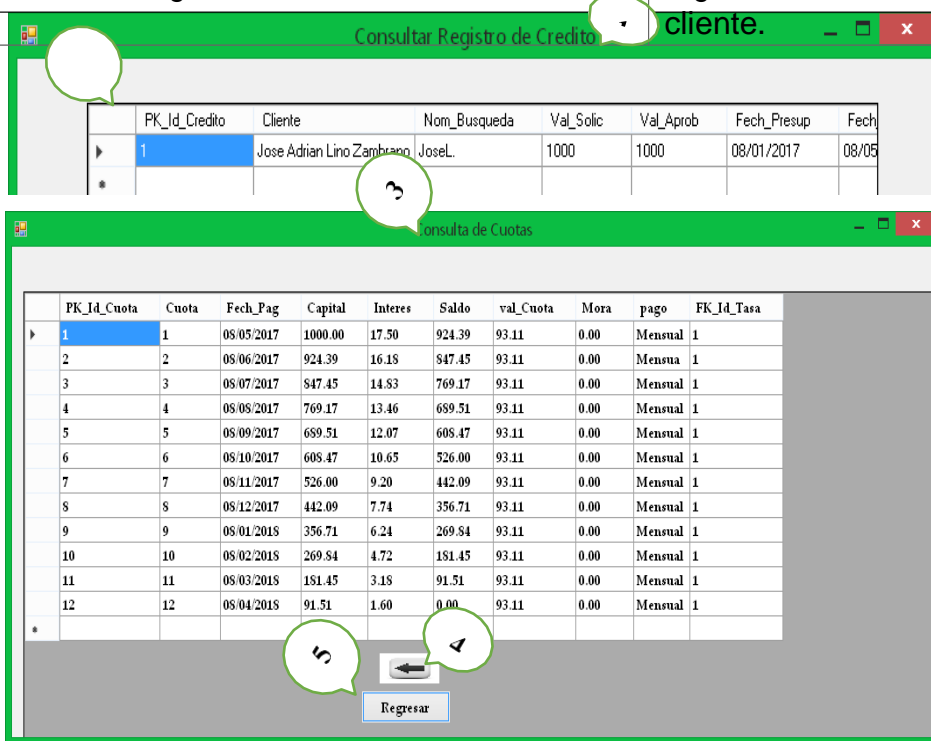 cliente.
Consultar Registro de Credito
PK_Id_Credito Cliente Nom_Busqueda Val_Solic Val_Aprob Fech_Presup Fech
1 Jose Adrian Lino Zambrano JoseL. 1000 1000 08/01/2017 08/05
3
Consulta de Cuotas
PK_Id_Cuota Cuota Fech_Pag Capital Interes Saldo val_Cuota Mora pago FK_Id_Tasa
1 1 08/05/2017 1000.00 17.50 924.39 93.11 0.00 Mensual 1
2 2 08/06/2017 924.39 16.18 847.45 93.11 0.00 Mensua 1
3 3 08/07/2017 847.45 14.83 769.17 93.11 0.00 Mensual 1
4 4 08/08/2017 769.17 13.46 689.51 93.11 0.00 Mensual 1
5 5 08/09/2017 689.51 12.07 608.47 93.11 0.00 Mensual 1
6 6 08/10/2017 608.47 10.65 526.00 93.11 0.00 Mensual 1
7 7 08/11/2017 526.00 9.20 442.09 93.11 0.00 Mensual 1
8 8 08/12/2017 442.09 7.74 356.71 93.11 0.00 Mensual 1
9 9 08/01/2018 356.71 6.24 269.84 93.11 0.00 Mensual 1
10 10 08/02/2018 269.84 4.72 181.45 93.11 0.00 Mensual 1
11 11 08/03/2018 181.45 3.18 91.51 93.11 0.00 Mensual 1
12 12 08/04/2018 91.51 1.60 0.00 93.11 0.00 Mensual 1
5 4
Regresar